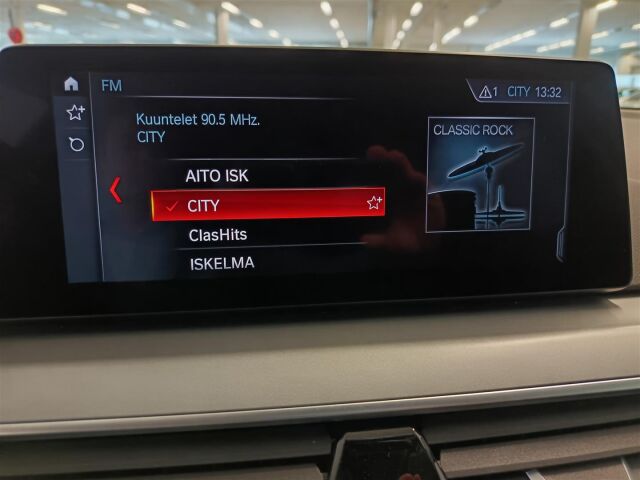 FM
1 CITY 13:32
Kuuntelet 90.5 MHz.
CITY
CLASSIC ROCK
AITO ISK
CITY
ClasHits
ISKELMA